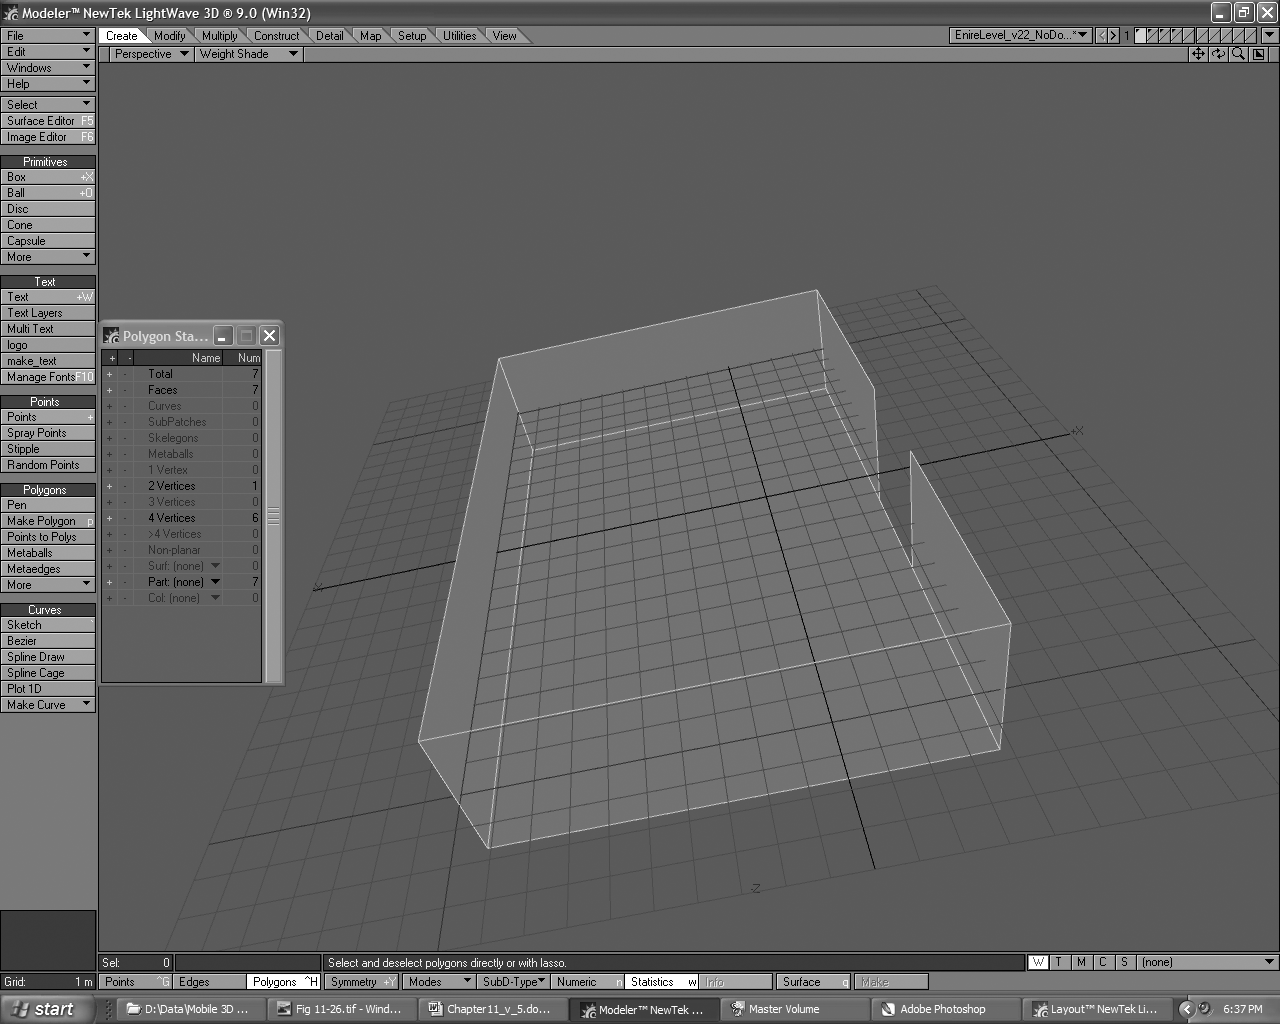 Modeler™ NewTek LightWave 3D ® 9.0 (Win32)
File
Edit
Windows
Help
Create Modify Multiply Construct Detail Map Setup Utilities View
EnireLevel_v22_NoDo...* 1
Perspective Weight Shade
Select
Surface Editor F5
Image Editor F6
Primitives
Box +X
Ball +O
Disc
Cone
Capsule
More
Text
Text +W
Text Layers
Multi Text
logo
make_text
Manage Fonts F10
Points
Points +
Spray Points
Stipple
Random Points
Polygons
Pen
Make Polygon p
Points to Polys
Metaballs
Metaedges
More
Curves
Sketch `
Bezier
Spline Draw
Spline Cage
Plot 1D
Make Curve
Polygon Sta...
+ - Name Num
+ - Total 7
+ - Faces 7
+ - Curves 0
+ - SubPatches 0
+ - Skelegons 0
+ - Metaballs 0
+ - 1 Vertex 0
+ - 2 Vertices 1
+ - 3 Vertices 0
+ - 4 Vertices 6
+ - >4 Vertices 0
+ - Non-planar 0
+ - Surf: (none) 0
+ - Part: (none) 7
+ - Col: (none) 0
+X
-X
-Z
Sel: 0
Select and deselect polygons directly or with lasso.
W T M C S (none)
Grid: 1 m
Points ^G Edges Polygons ^H Symmetry +Y Modes SubD-Type Numeric n Statistics w Info Surface q Make
start
D:\Data\Mobile 3D ...
Fig 11-26.tif - Wind...
Chapter11_v_5.do...
Modeler™ NewTek ...
Master Volume
Adobe Photoshop
Layout™ NewTek Li...
6:37 PM